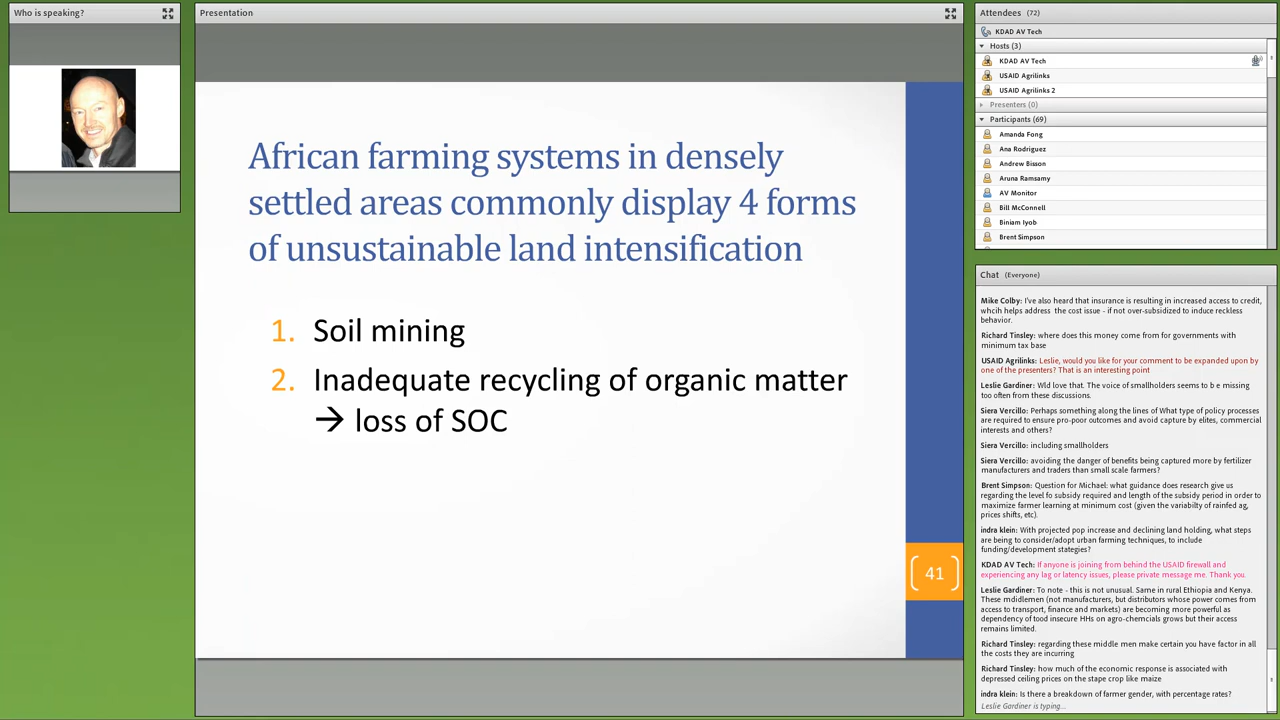 Who is speaking?
Presentation
African farming systems in densely
settled areas commonly display 4 forms
of unsustainable land intensification
1. Soil mining
2. Inadequate recycling of organic matter
→ loss of SOC
41
Attendees (72)
KDAD AV Tech
Hosts (3)
KDAD AV Tech
USAID Agrilinks
USAID Agrilinks 2
Presenters (0)
Participants (69)
Amanda Fong
Ana Rodriguez
Andrew Bisson
Aruna Ramsamy
AV Monitor
Bill McConnell
Biniam Iyob
Brent Simpson
Chat (Everyone)
Mike Colby: I've also heard that insurance is resulting in increased access to credit,
whcih helps address the cost issue - if not over-subsidized to induce reckless
behavior.
Richard Tinsley: where does this money come from for governments with
minimum tax base
USAID Agrilinks: Leslie, would you like for your comment to be expanded upon by
one of the presenters? That is an interesting point
Leslie Gardiner: Wld love that. The voice of smallholders seems to b e missing
too often from these discussions.
Siera Vercillo: Perhaps something along the lines of What type of policy processes
are required to ensure pro-poor outcomes and avoid capture by elites, commercial
interests and others?
Siera Vercillo: including smallholders
Siera Vercillo: avoiding the danger of benefits being captured more by fertilizer
manufacturers and traders than small scale farmers?
Brent Simpson: Question for Michael: what guidance does research give us
regarding the level fo subsidy required and length of the subsidy period in order to
maximize farmer learning at minimum cost (given the variabilty of rainfed ag,
prices shifts, etc).
indra klein: With projected pop increase and declining land holding, what steps
are being to consider/adopt urban farming techniques, to include
funding/development stategies?
KDAD AV Tech: If anyone is joining from behind the USAID firewall and
experiencing any lag or latency issues, please private message me. Thank you.
Leslie Gardiner: To note - this is not unusual. Same in rural Ethiopia and Kenya.
These mdidlemen (not manufacturers, but distributors whose power comes from
access to transport, finance and markets) are becoming more powerful as
dependency of tood insecure HHs on agro-chemcials grows but their access
remains limited.
Richard Tinsley: regarding these middle men make certain you have factor in all
the costs they are incurring
Richard Tinsley: how much of the economic response is associated with
depressed ceiling prices on the stape crop like maize
indra klein: Is there a breakdown of farmer gender, with percentage rates?
Leslie Gardiner is typing...